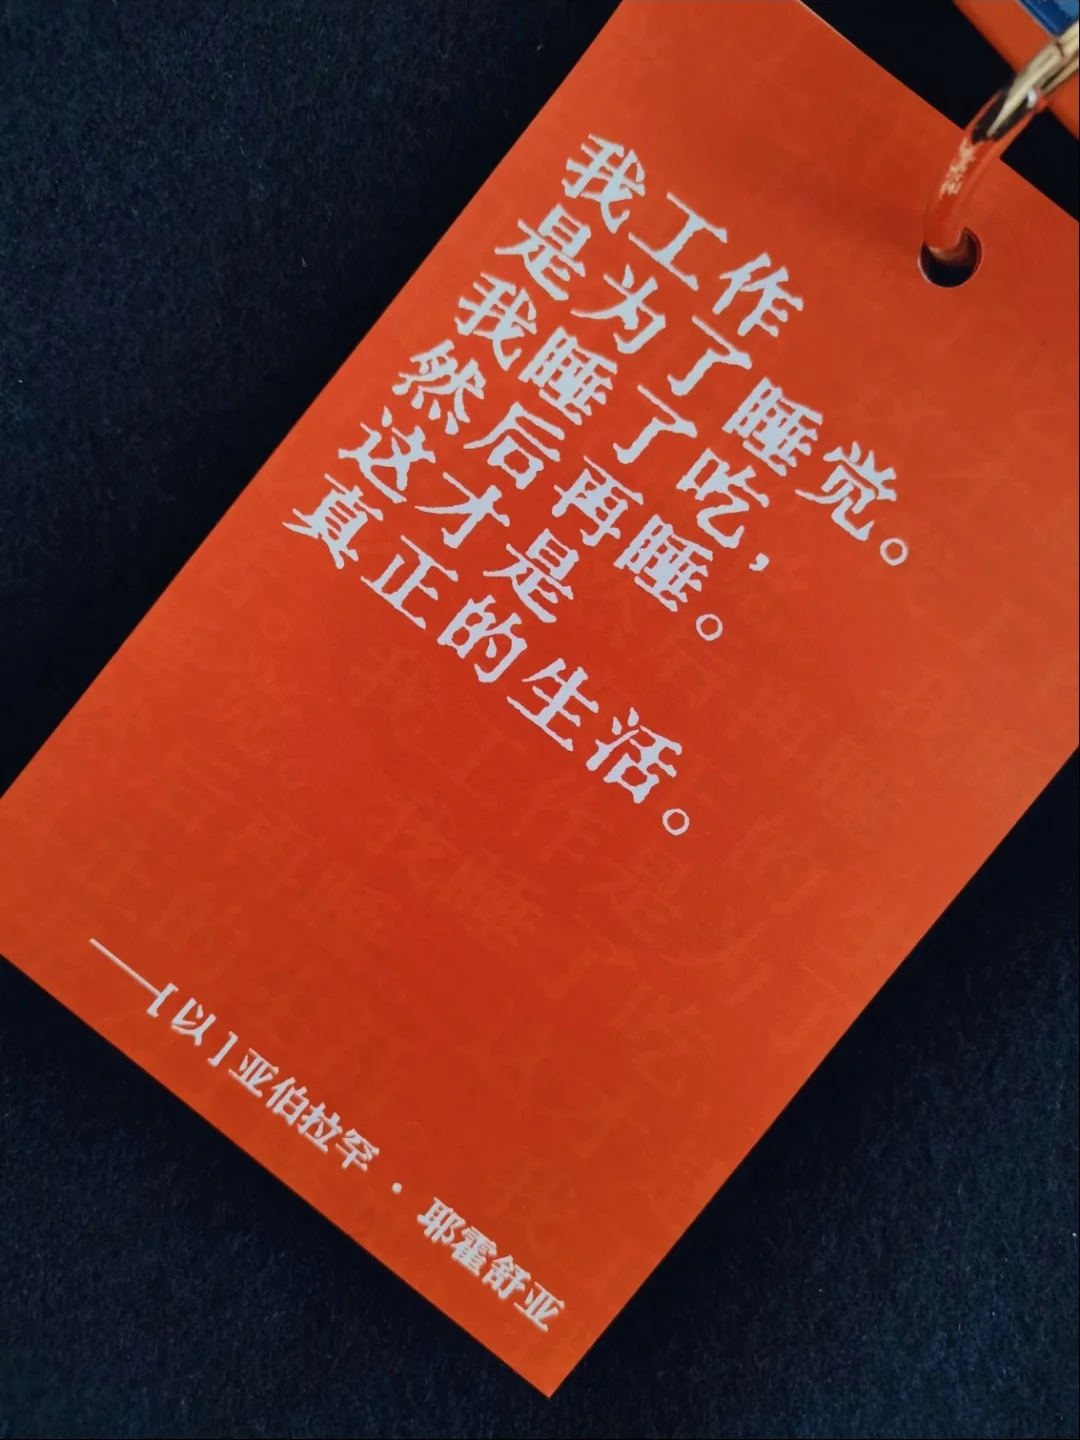 我工作
是为了睡觉。
我睡了吃，
然后再睡。
这才是
真正的生活。
——[以]亚伯拉罕·耶霍舒亚